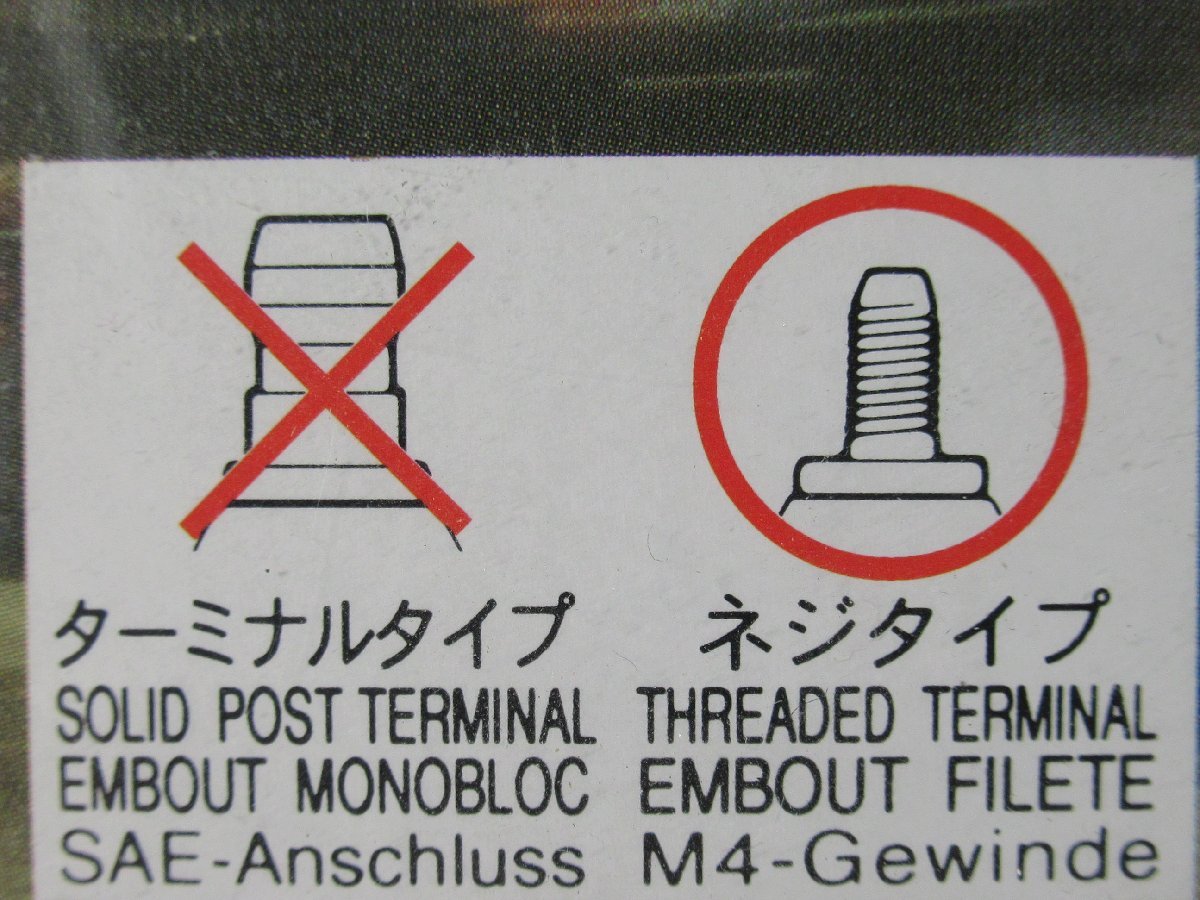 ターミナルタイプ
SOLID POST TERMINAL
EMBOUT MONOBLOC
SAE-Anschluss
ネジタイプ
THREADED TERMINAL
EMBOUT FILETE
M4-Gewinde